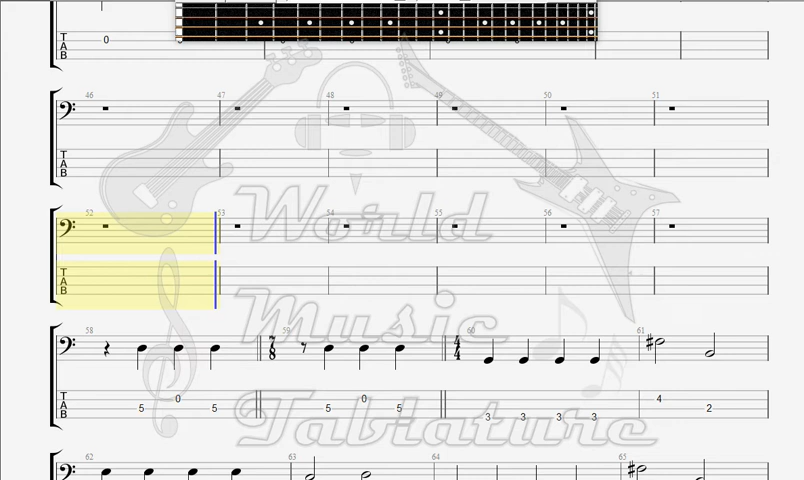 0
TAB
46 47 48 49 50 51
TAB
World
52 53 54 55 56 57
TAB
Music
58 59 60 61
7
8
4
4
TAB
5 0 5 5 0 5 3 3 3 3 4 2
Tablature
62 63 64 65